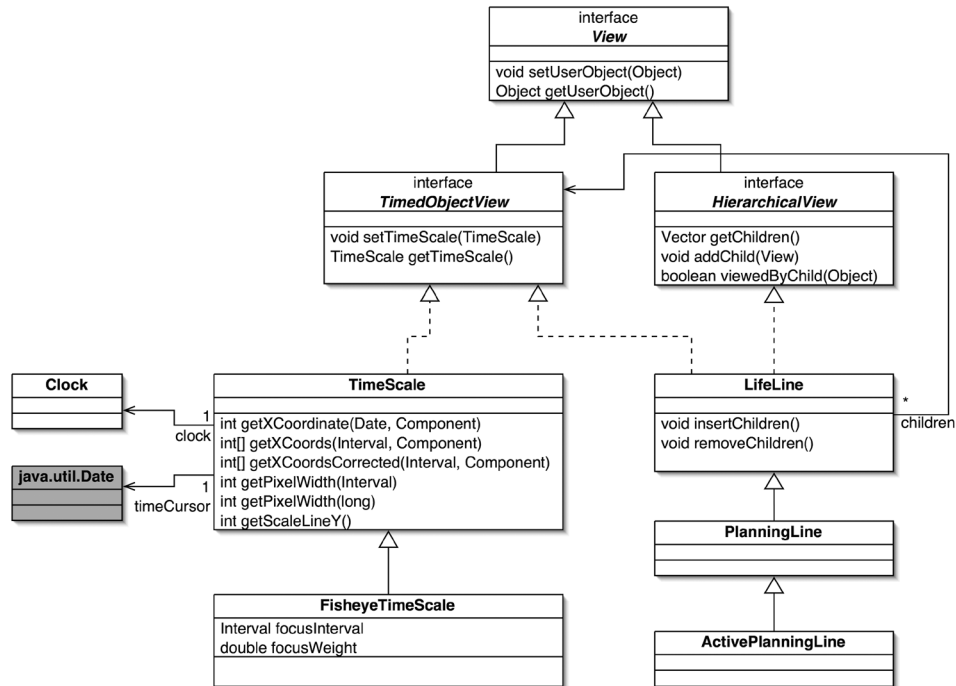 interface
View
void setUserObject(Object)
Object getUserObject()
interface
TimedObjectView
void setTimeScale(TimeScale)
TimeScale getTimeScale()
interface
HierarchicalView
Vector getChildren()
void addChild(View)
boolean viewedByChild(Object)
Clock
1
clock
java.util.Date
1
timeCursor
TimeScale
int getXCoordinate(Date, Component)
int[] getXCoords(Interval, Component)
int[] getXCoordsCorrected(Interval, Component)
int getPixelWidth(Interval)
int getPixelWidth(long)
int getScaleLineY()
LifeLine
void insertChildren()
void removeChildren()
*
children
PlanningLine
FisheyeTimeScale
Interval focusInterval
double focusWeight
ActivePlanningLine